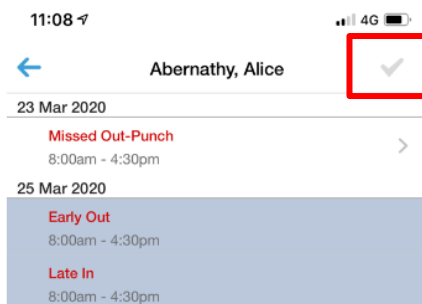 11:08 4G
Abernathy, Alice
23 Mar 2020
Missed Out-Punch
8:00am - 4:30pm
25 Mar 2020
Early Out
8:00am - 4:30pm
Late In
8:00am - 4:30pm